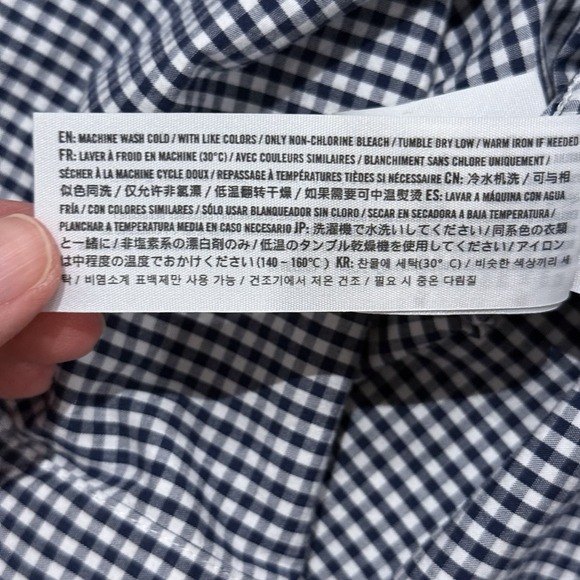 EN: MACHINE WASH COLD / WITH LIKE COLORS / ONLY NON-CHLORINE BLEACH / TUMBLE DRY LOW / WARM IRON IF NEEDED
FR: LAVER À FROID EN MACHINE (30°C) / AVEC COULEURS SIMILAIRES / BLANCHIMENT SANS CHLORE UNIQUEMENT /
SÉCHER À LA MACHINE CYCLE DOUX / REPASSAGE À TEMPÉRATURES TIÈDES SI NÉCESSAIRE CN: 冷水机洗 / 可与相
似色同洗 / 仅允许非氯漂 / 低温翻转干燥 / 如果需要可中温熨烫 ES: LAVAR A MÁQUINA CON AGUA
FRÍA / CON COLORES SIMILARES / SÓLO USAR BLANQUEADOR SIN CLORO / SECAR EN SECADORA A BAJA TEMPERATURA /
PLANCHAR A TEMPERATURA MEDIA EN CASO NECESARIO JP: 洗濯機で水洗いしてください / 同系色の衣類
と一緒に / 非塩素系の漂白剤のみ / 低温のタンブル乾燥機を使用してください / アイロン
は中程度の温度でおかけください (140 – 160℃) KR: 찬물에 세탁(30° C) / 비슷한 색상끼리 세
탁 / 비염소계 표백제만 사용 가능 / 건조기에서 저온 건조 / 필요 시 중온 다림질